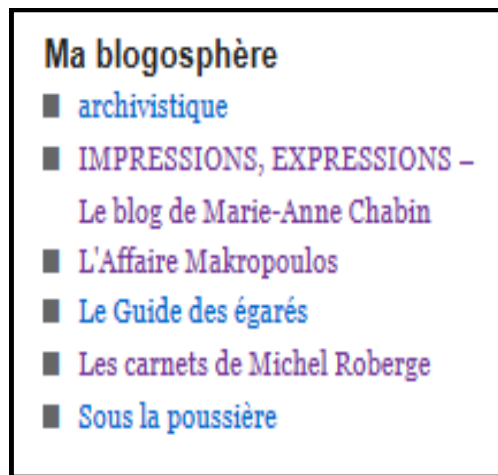 Ma blogosphère
archivistique
IMPRESSIONS, EXPRESSIONS –
Le blog de Marie-Anne Chabin
L'Affaire Makropoulos
Le Guide des égarés
Les carnets de Michel Roberge
Sous la poussière